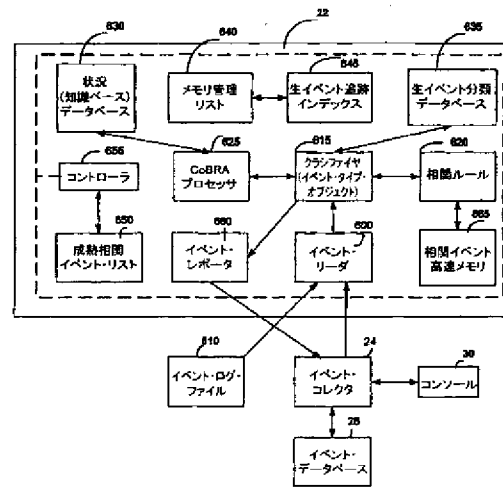 22
630
状況
(知識ベース)
データベース
640
メモリ管理
リスト
645
生イベント追跡
インデックス
635
生イベント分類
データベース
655
コントローラ
625
CoBRA
プロセッサ
615
クラシファイヤ
(イベント・タイプ・
オブジェクト)
620
相関ルール
650
成熟相関
イベント・リスト
660
イベント・
レポータ
600
イベント・
リーダ
665
相関イベント
高速メモリ
610
イベント・ログ・
ファイル
24
イベント・
コレクタ
30
コンソール
イベント・
データベース